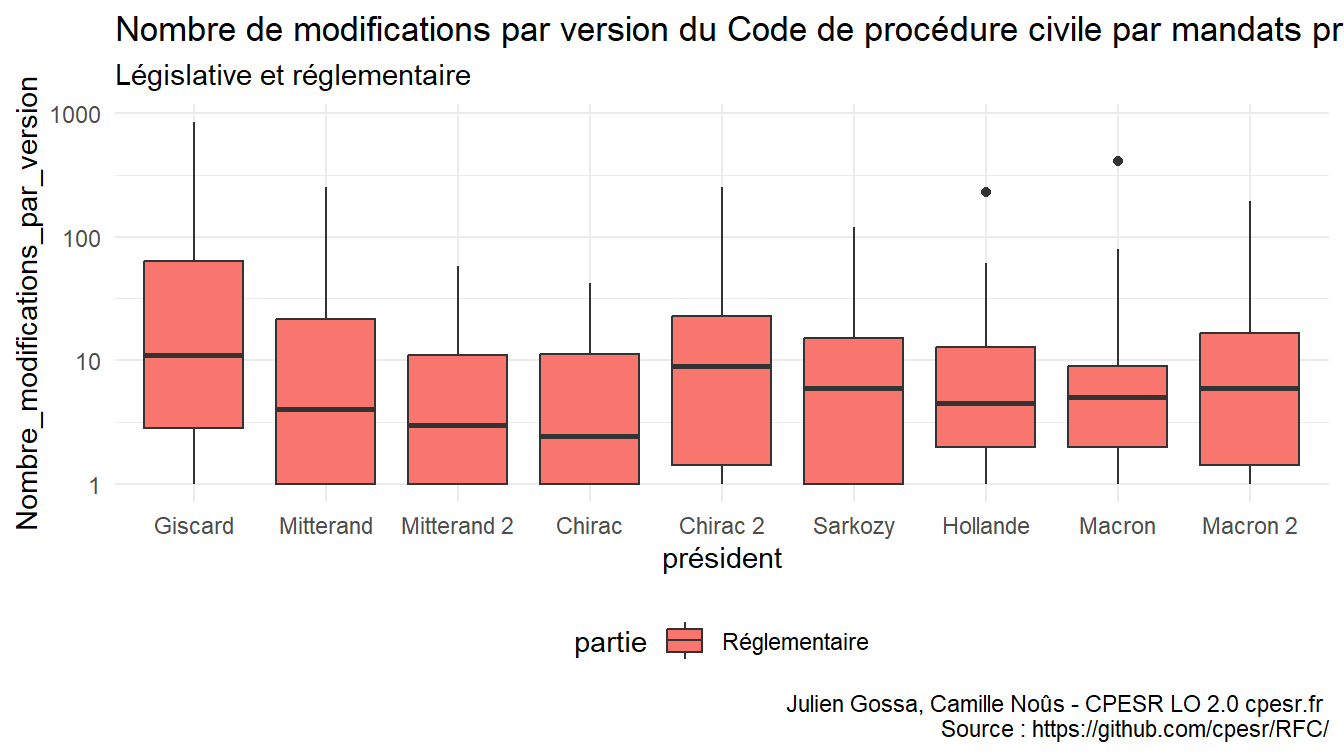 Nombre de modifications par version du Code de procédure civile par mandats pr
Législative et réglementaire
Nombre_modifications_par_version
1000
100
10
1
Giscard Mitterand Mitterand 2 Chirac Chirac 2 Sarkozy Hollande Macron Macron 2
président
partie Réglementaire
Julien Gossa, Camille Noûs - CPESR LO 2.0 cpesr.fr
Source : https://github.com/cpesr/RFC/